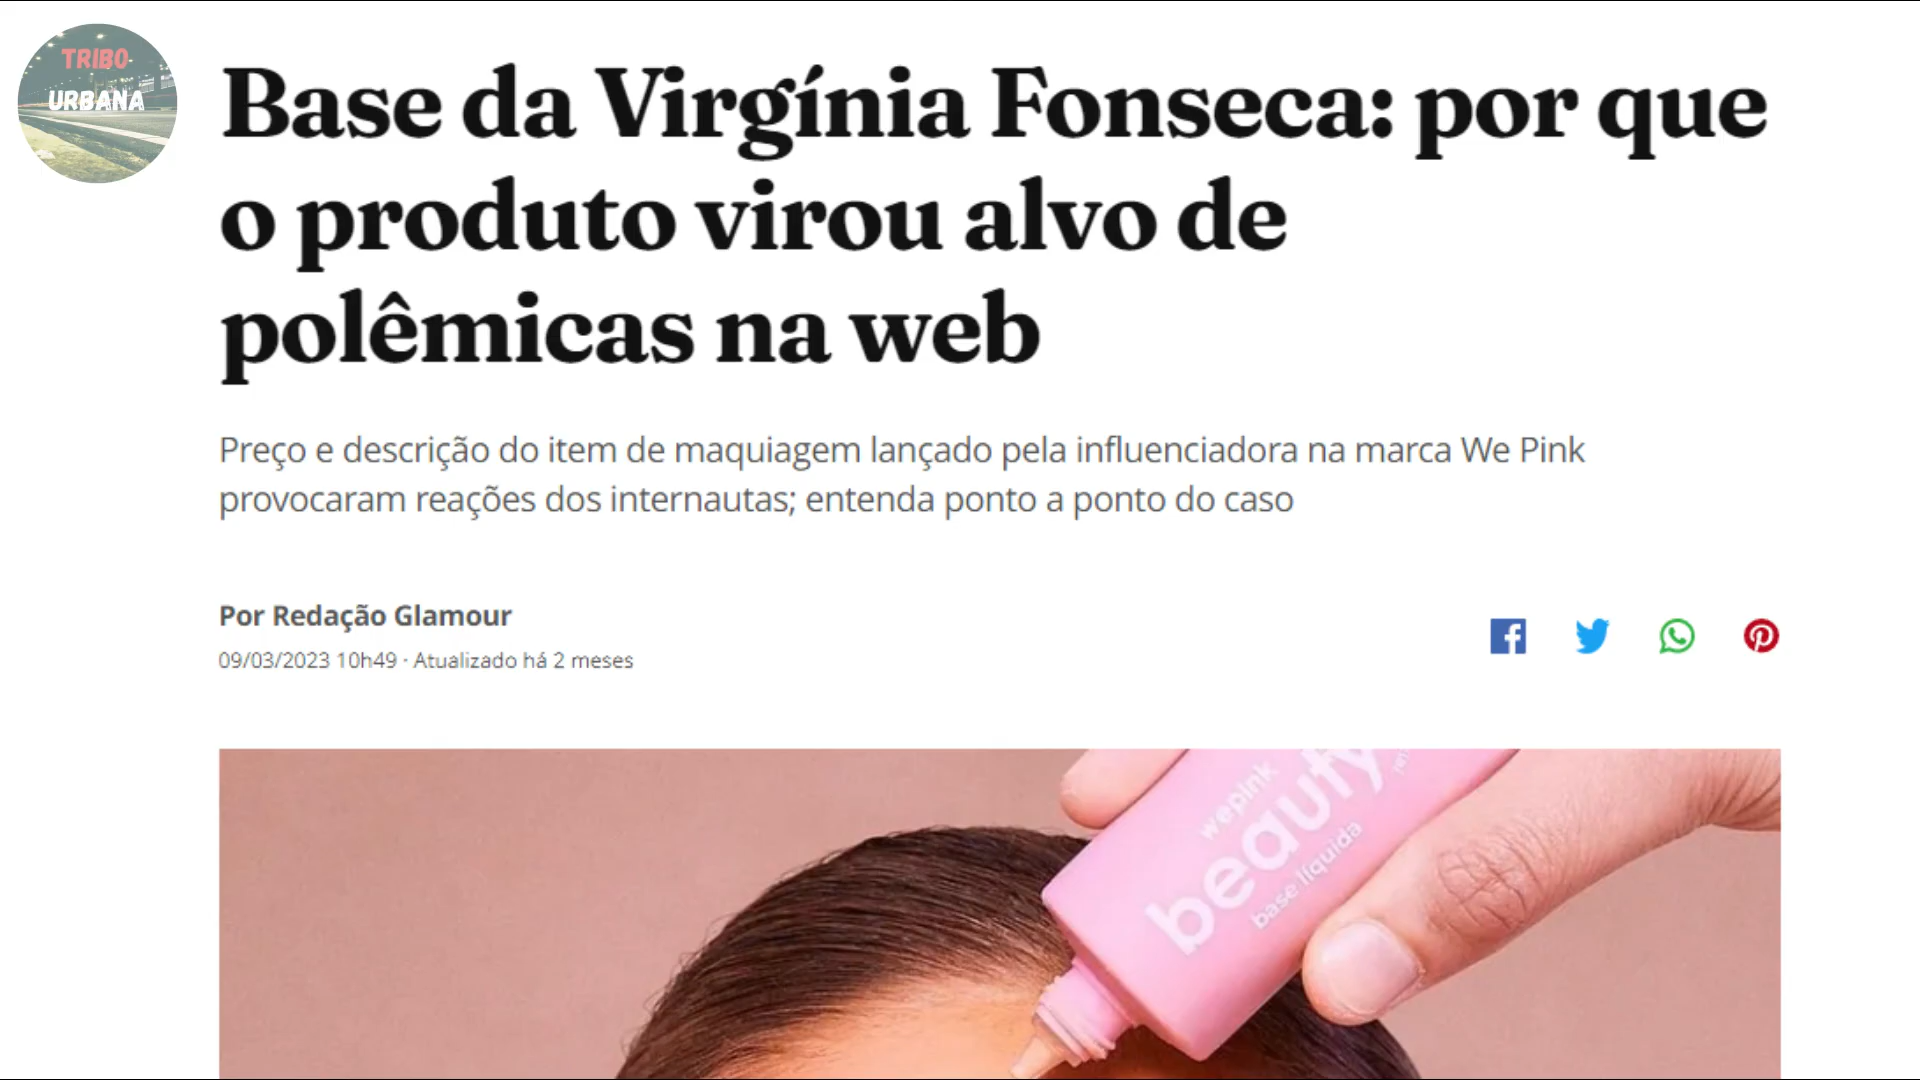 TRIBO
URBANA
Base da Virgínia Fonseca: por que
o produto virou alvo de
polêmicas na web
Preço e descrição do item de maquiagem lançado pela influenciadora na marca We Pink
provocaram reações dos internautas; entenda ponto a ponto do caso
Por Redação Glamour
09/03/2023 10h49 · Atualizado há 2 meses
wepink
beauty
base líquida